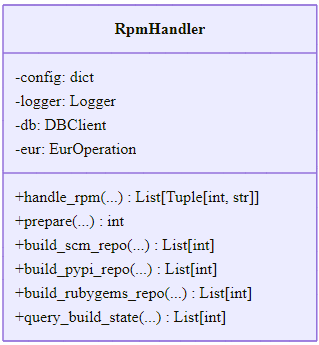 RpmHandler
-config: dict
-logger: Logger
-db: DBClient
-eur: EurOperation
+handle_rpm(...) : List[Tuple[int, str]]
+prepare(...) : int
+build_scm_repo(...) : List[int]
+build_pypi_repo(...) : List[int]
+build_rubygems_repo(...) : List[int]
+query_build_state(...) : List[int]